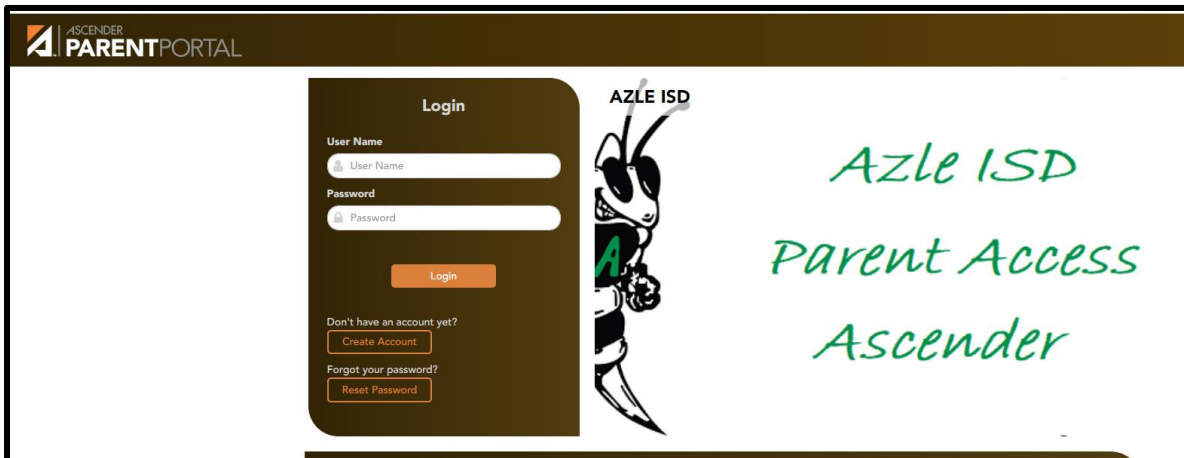 ASCENDER
PARENTPORTAL
Login
User Name
User Name
Password
Password
Login
Don't have an account yet?
Create Account
Forgot your password?
Reset Password
AZLE ISD
A
Azle ISD
Parent Access
Ascender